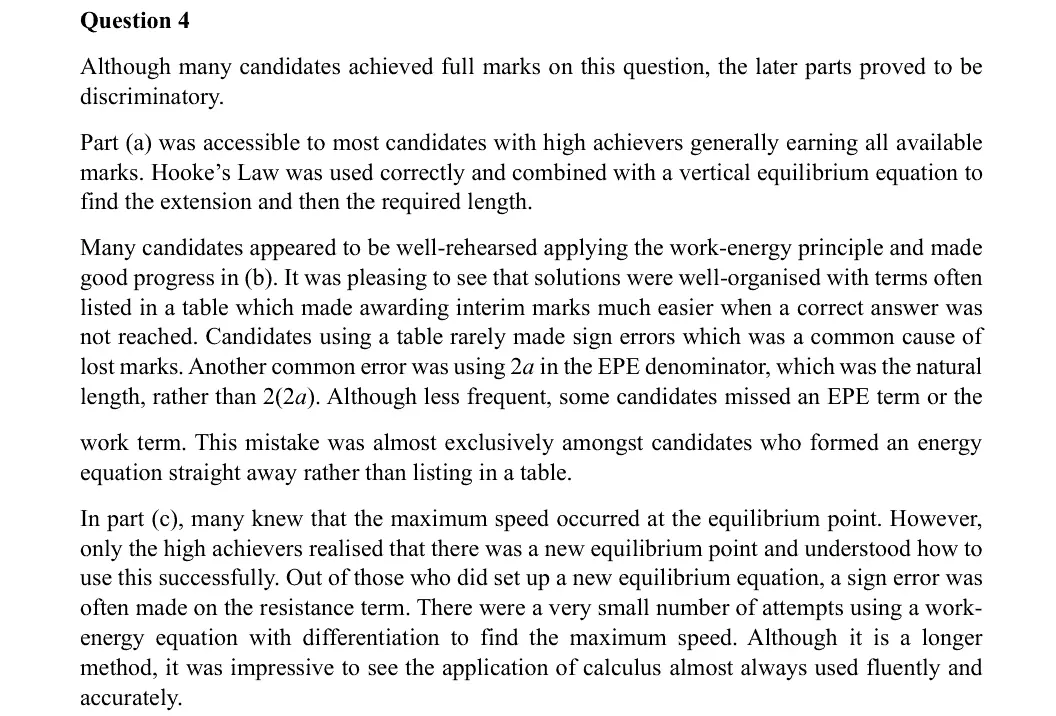 Question 4
Although many candidates achieved full marks on this question, the later parts proved to be
discriminatory.
Part (a) was accessible to most candidates with high achievers generally earning all available
marks. Hooke’s Law was used correctly and combined with a vertical equilibrium equation to
find the extension and then the required length.
Many candidates appeared to be well-rehearsed applying the work-energy principle and made
good progress in (b). It was pleasing to see that solutions were well-organised with terms often
listed in a table which made awarding interim marks much easier when a correct answer was
not reached. Candidates using a table rarely made sign errors which was a common cause of
lost marks. Another common error was using 2a in the EPE denominator, which was the natural
length, rather than 2(2a). Although less frequent, some candidates missed an EPE term or the
work term. This mistake was almost exclusively amongst candidates who formed an energy
equation straight away rather than listing in a table.
In part (c), many knew that the maximum speed occurred at the equilibrium point. However,
only the high achievers realised that there was a new equilibrium point and understood how to
use this successfully. Out of those who did set up a new equilibrium equation, a sign error was
often made on the resistance term. There were a very small number of attempts using a work-
energy equation with differentiation to find the maximum speed. Although it is a longer
method, it was impressive to see the application of calculus almost always used fluently and
accurately.